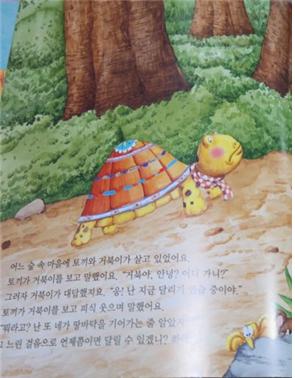 어느 숲 속 마을에 토끼와 거북이가 살고 있었어요.
토끼가 거북이를 보고 말했어요. "거북아, 안녕? 어디 가니?"
그러자 거북이가 대답했지요. "응! 난 지금 달리기 연습 중이야."
토끼가 거북이를 보고 피식 웃으며 말했어요.
"뭐라고? 난 또 네가 땅바닥을 기어가는 줄 알았
느린 걸음으로 언제쯤이면 달릴 수 있겠니?